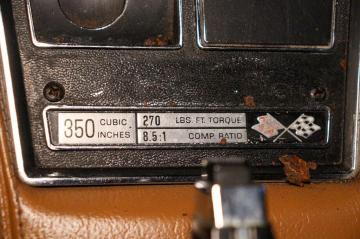 350 CUBIC INCHES
270 LBS. FT. TORQUE
8.5:1 COMP. RATIO